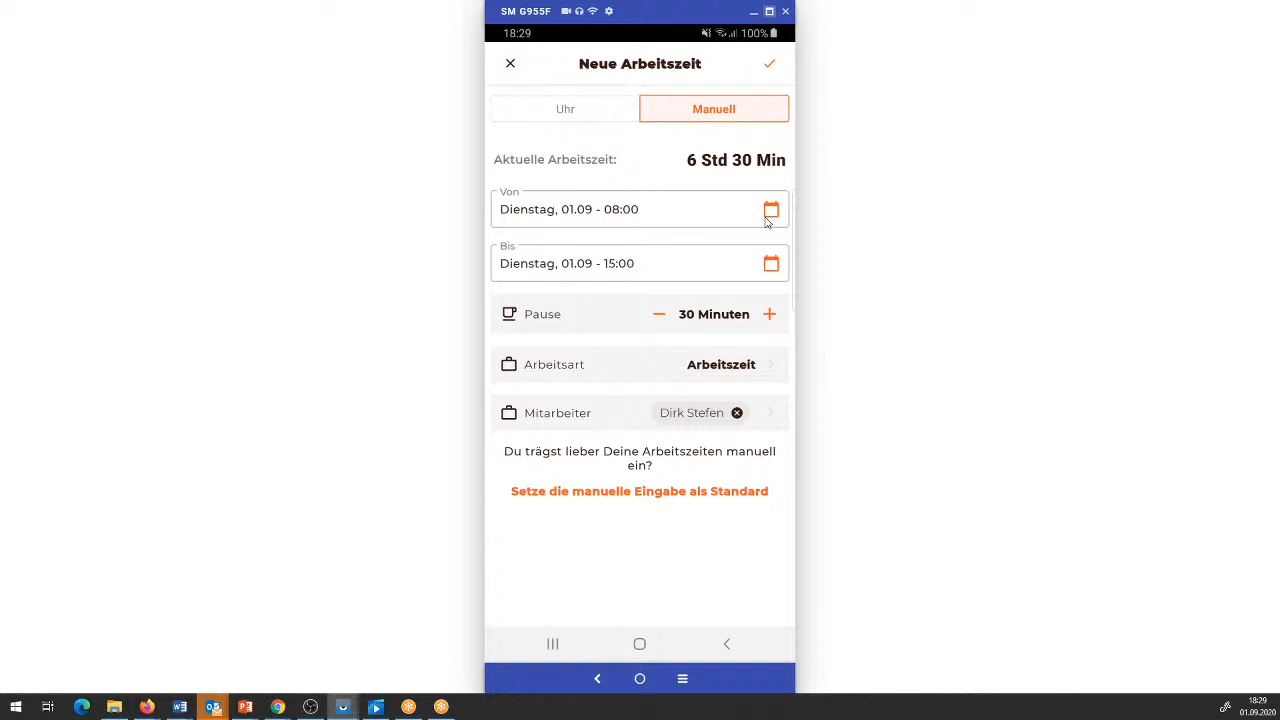 SM G955F
18:29
100%
Neue Arbeitszeit
Uhr
Manuell
Aktuelle Arbeitszeit:
6 Std 30 Min
Von
Dienstag, 01.09 - 08:00
Bis
Dienstag, 01.09 - 15:00
Pause
30 Minuten
Arbeitsart
Arbeitszeit
Mitarbeiter
Dirk Stefen
Du trägst lieber Deine Arbeitszeiten manuell
ein?
Setze die manuelle Eingabe als Standard
18:29
01.09.2020